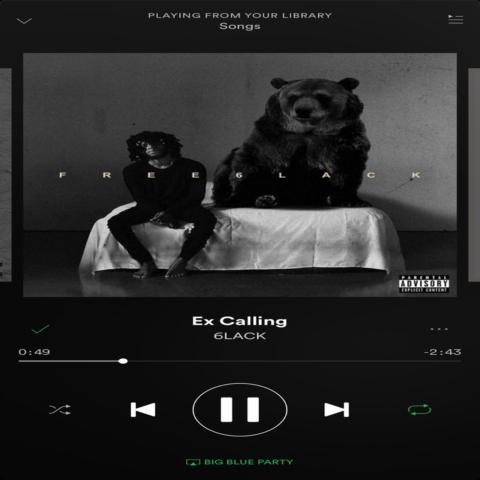 PLAYING FROM YOUR LIBRARY
Songs
F R E E 6 L A C K
PARENTAL
ADVISORY
EXPLICIT CONTENT
Ex Calling
6LACK
0:49 -2:43
BIG BLUE PARTY